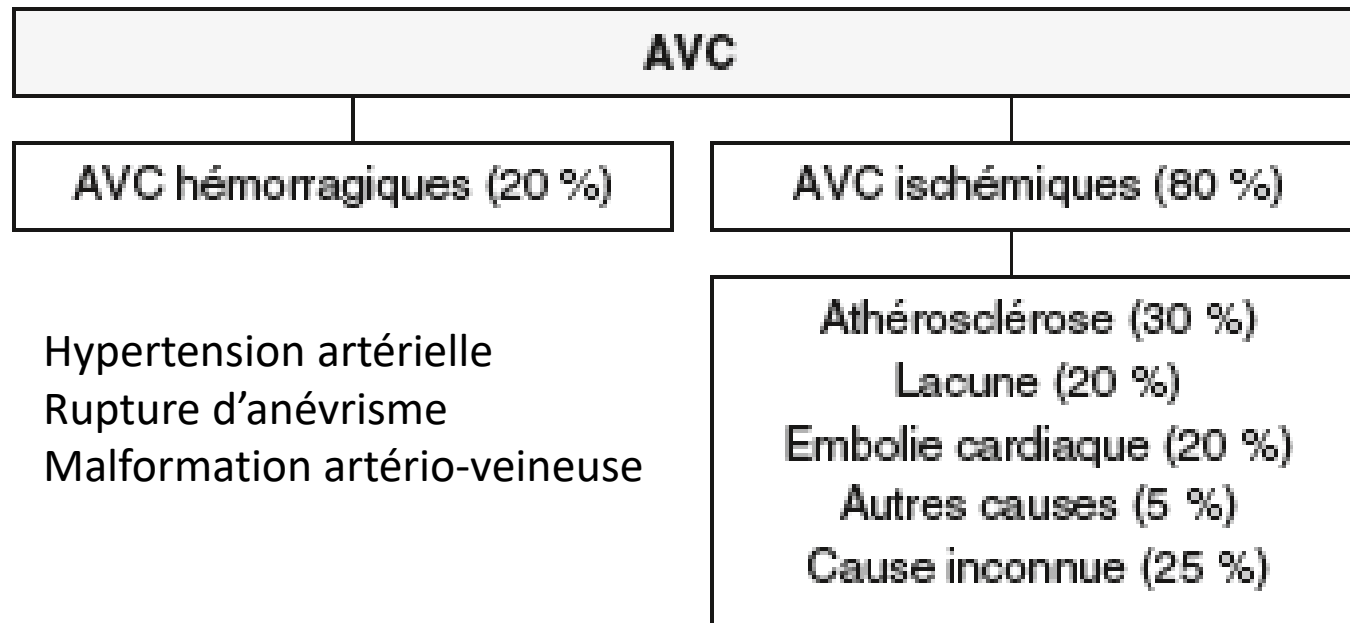 AVC
AVC hémorragiques (20 %)
AVC ischémiques (80 %)
Hypertension artérielle
Rupture d’anévrisme
Malformation artério-veineuse
Athérosclérose (30 %)
Lacune (20 %)
Embolie cardiaque (20 %)
Autres causes (5 %)
Cause inconnue (25 %)